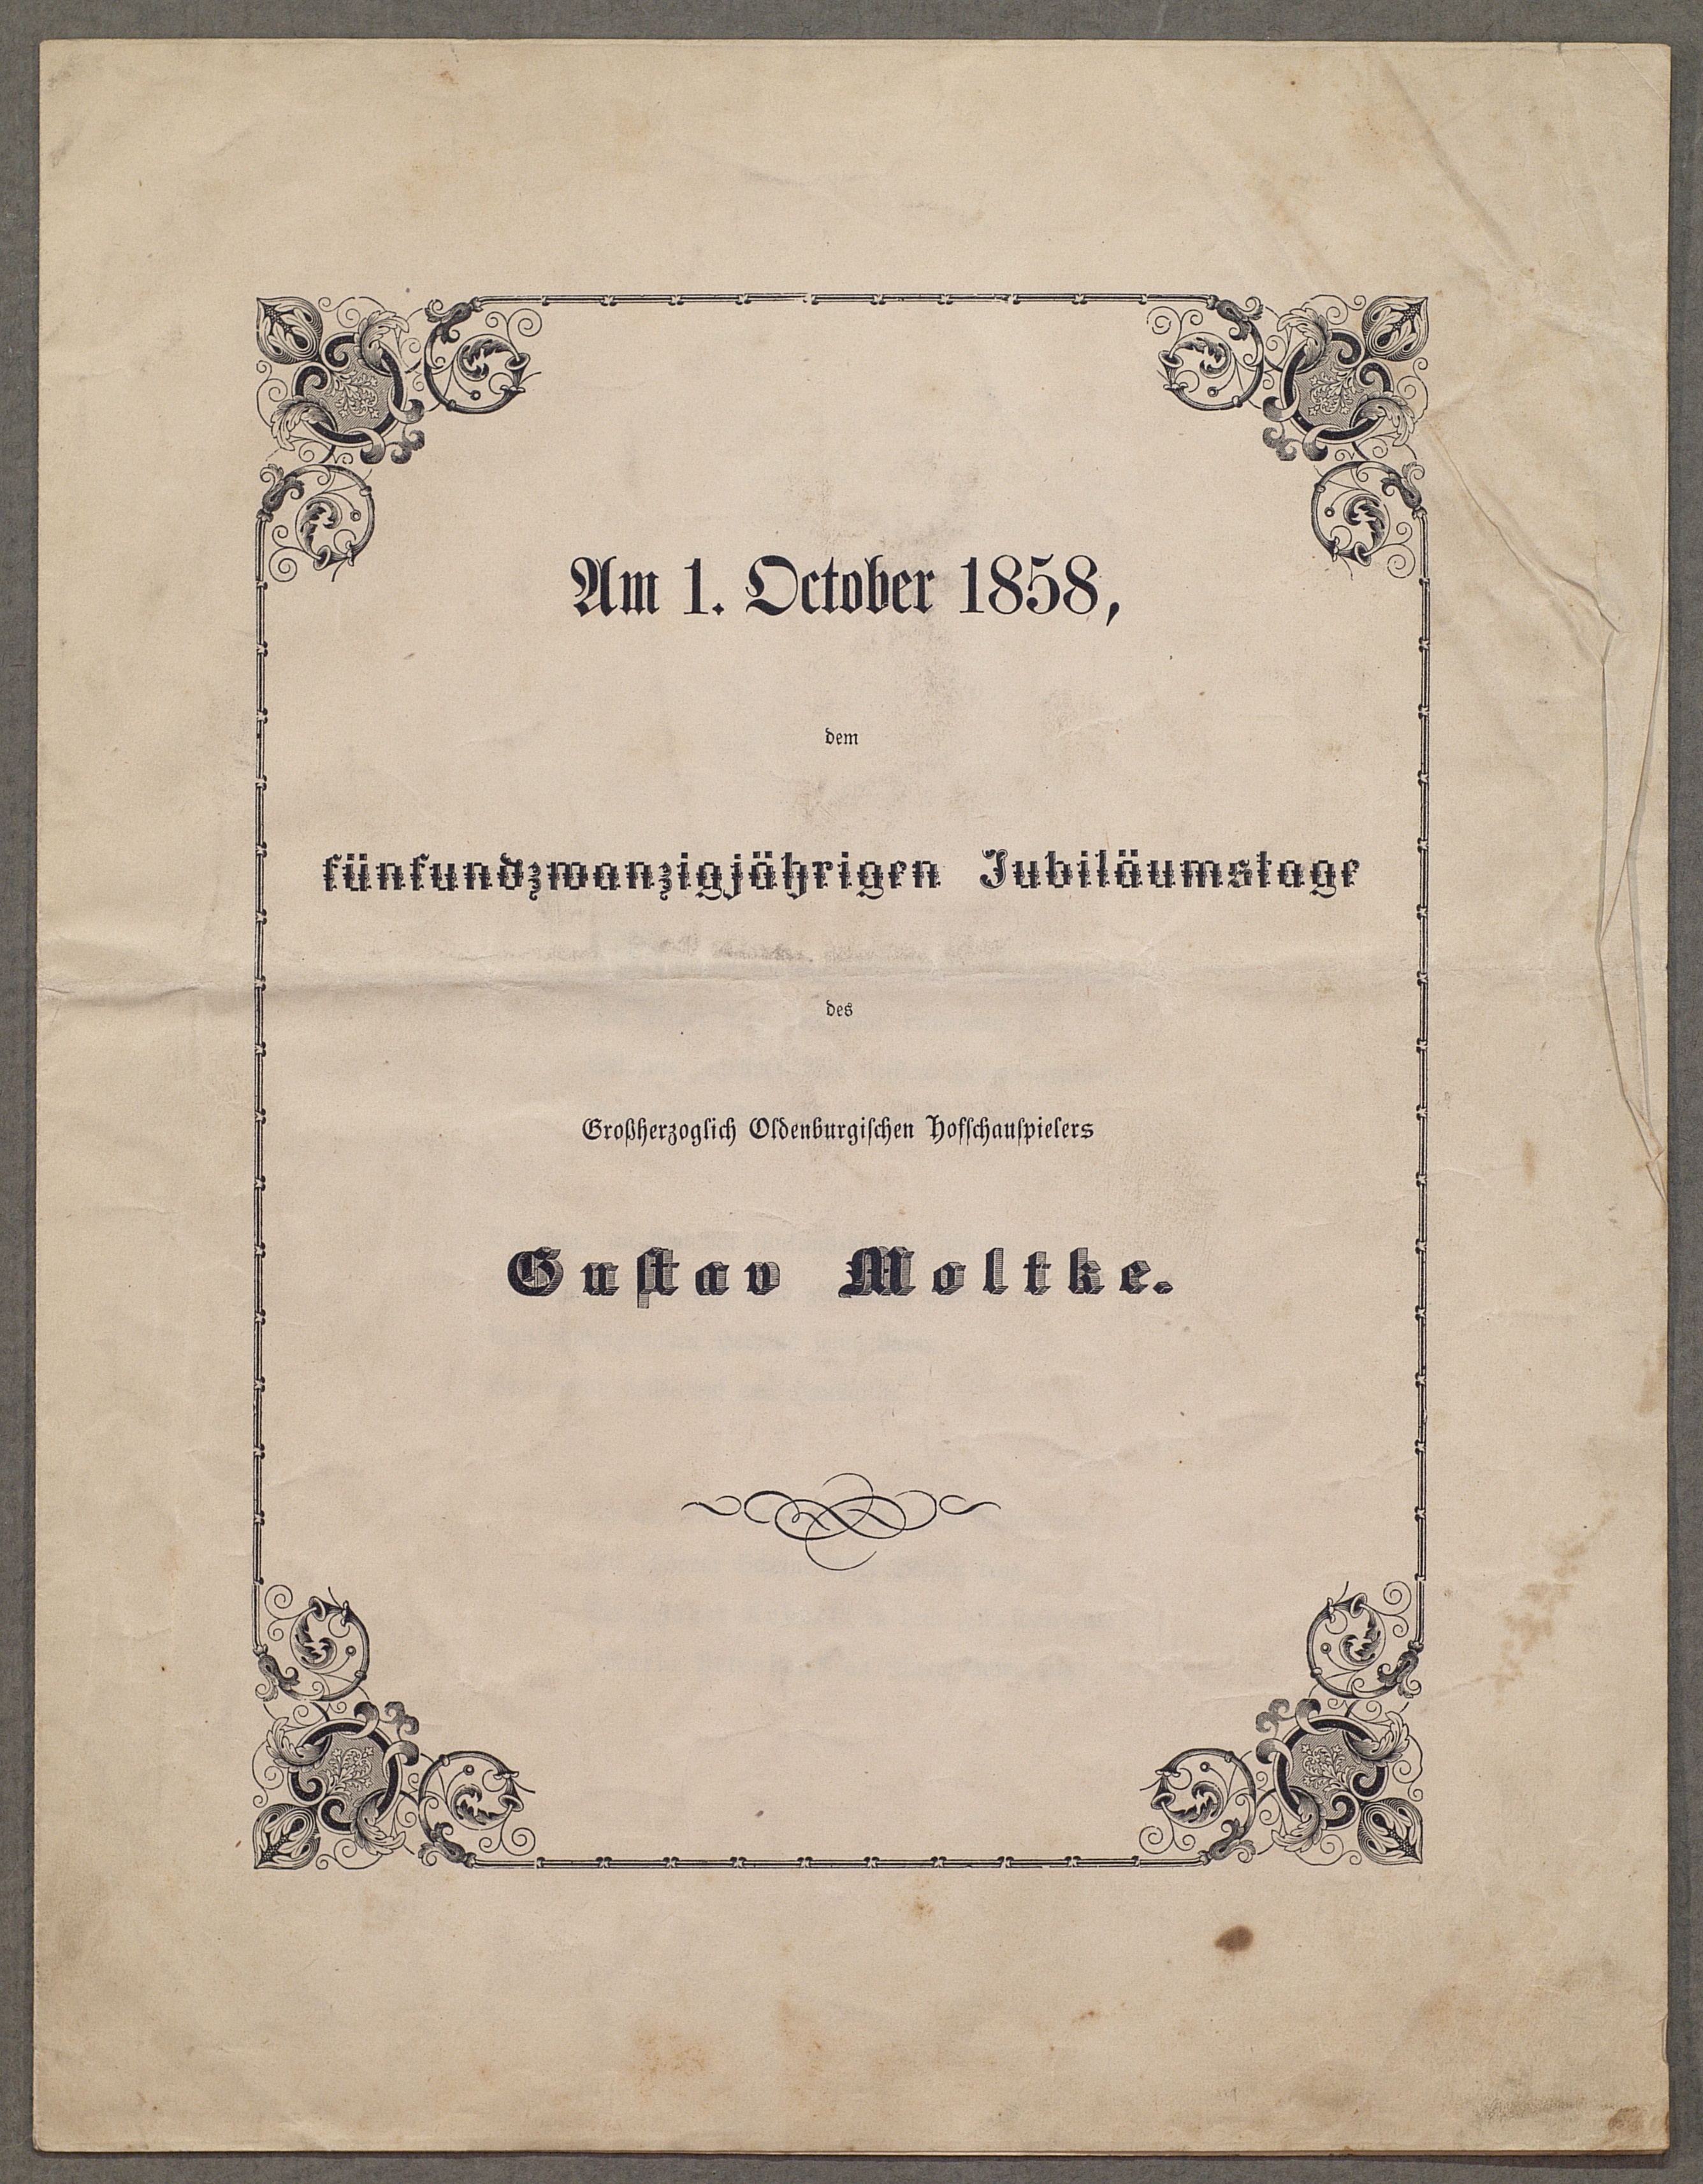 Am 1. October 1858,
dem
fünfundzwanzigjährigen Jubiläumstage
des
Großherzoglich Oldenburgischen Hofschauspielers
Gustav Moltke.